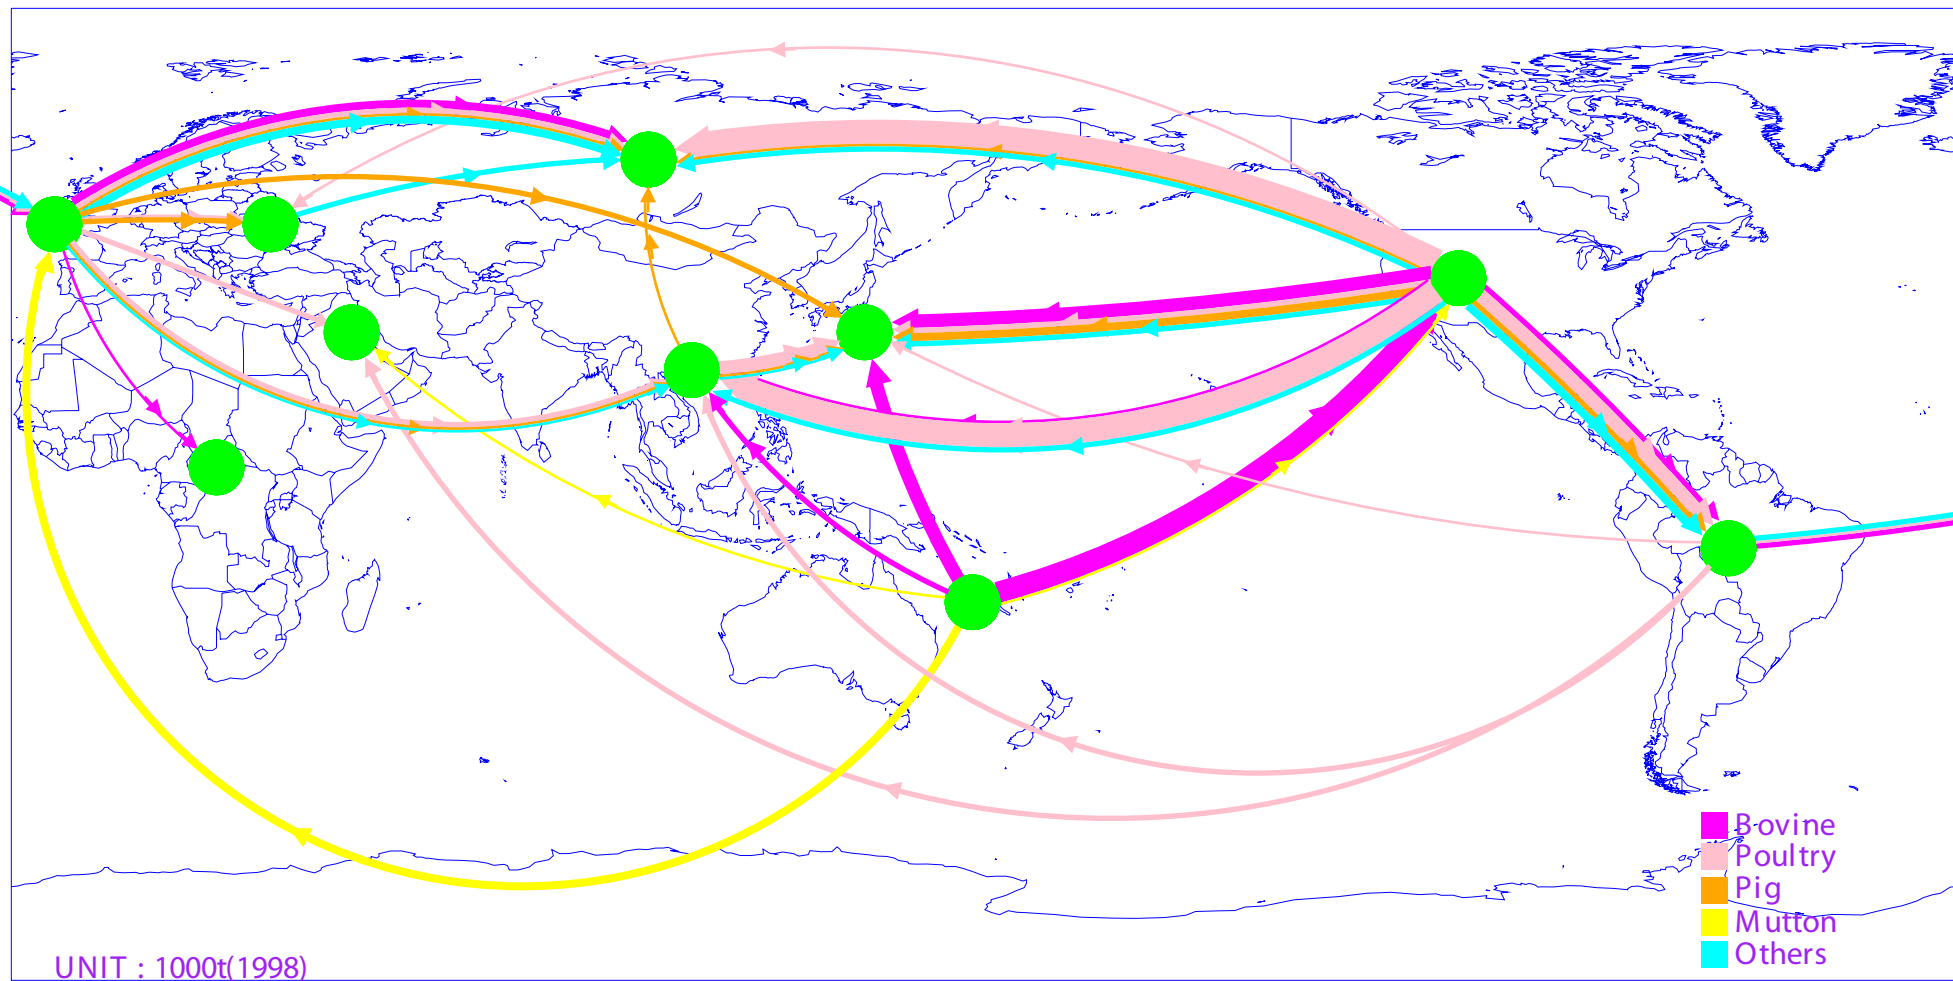 Bovine
Poultry
Pig
Mutton
Others
UNIT : 1000t(1998)